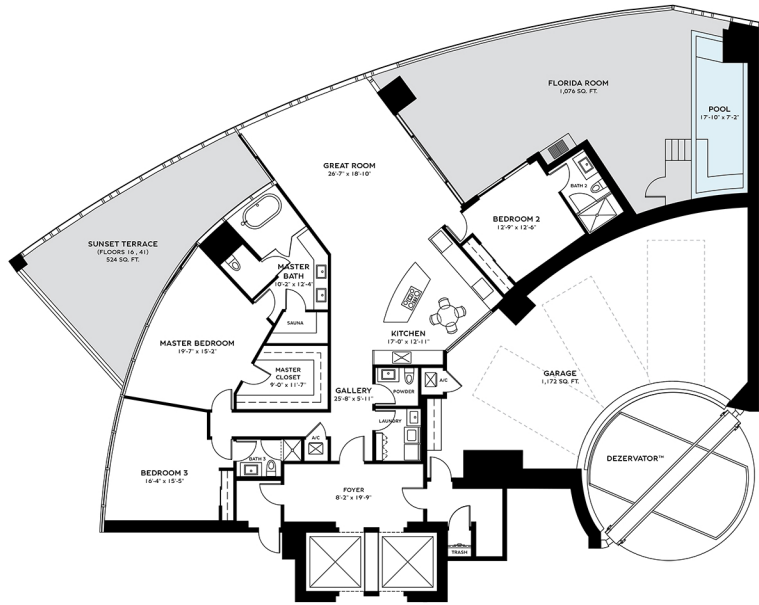 FLORIDA ROOM
1,076 SQ. FT.
POOL
17'-10" x 7'-2"
GREAT ROOM
26'-7" x 18'-10"
BATH 2
BEDROOM 2
12'-9" x 12'-6"
SUNSET TERRACE
(FLOORS 16 , 41)
524 SQ. FT.
MASTER
BATH
10'-2" x 12'-4"
SAUNA
MASTER BEDROOM
19'-7" x 15'-2"
KITCHEN
17'-0" x 12'-11"
MASTER
CLOSET
9'-0" x 11'-7"
GARAGE
1,172 SQ. FT.
A/C
GALLERY
25'-8" x 5'-11"
POWDER
LAUNDRY
A/C
BATH 3
DEZERVATOR™
BEDROOM 3
16'-4" x 15'-5"
FOYER
8'-2" x 19'-9"
TRASH